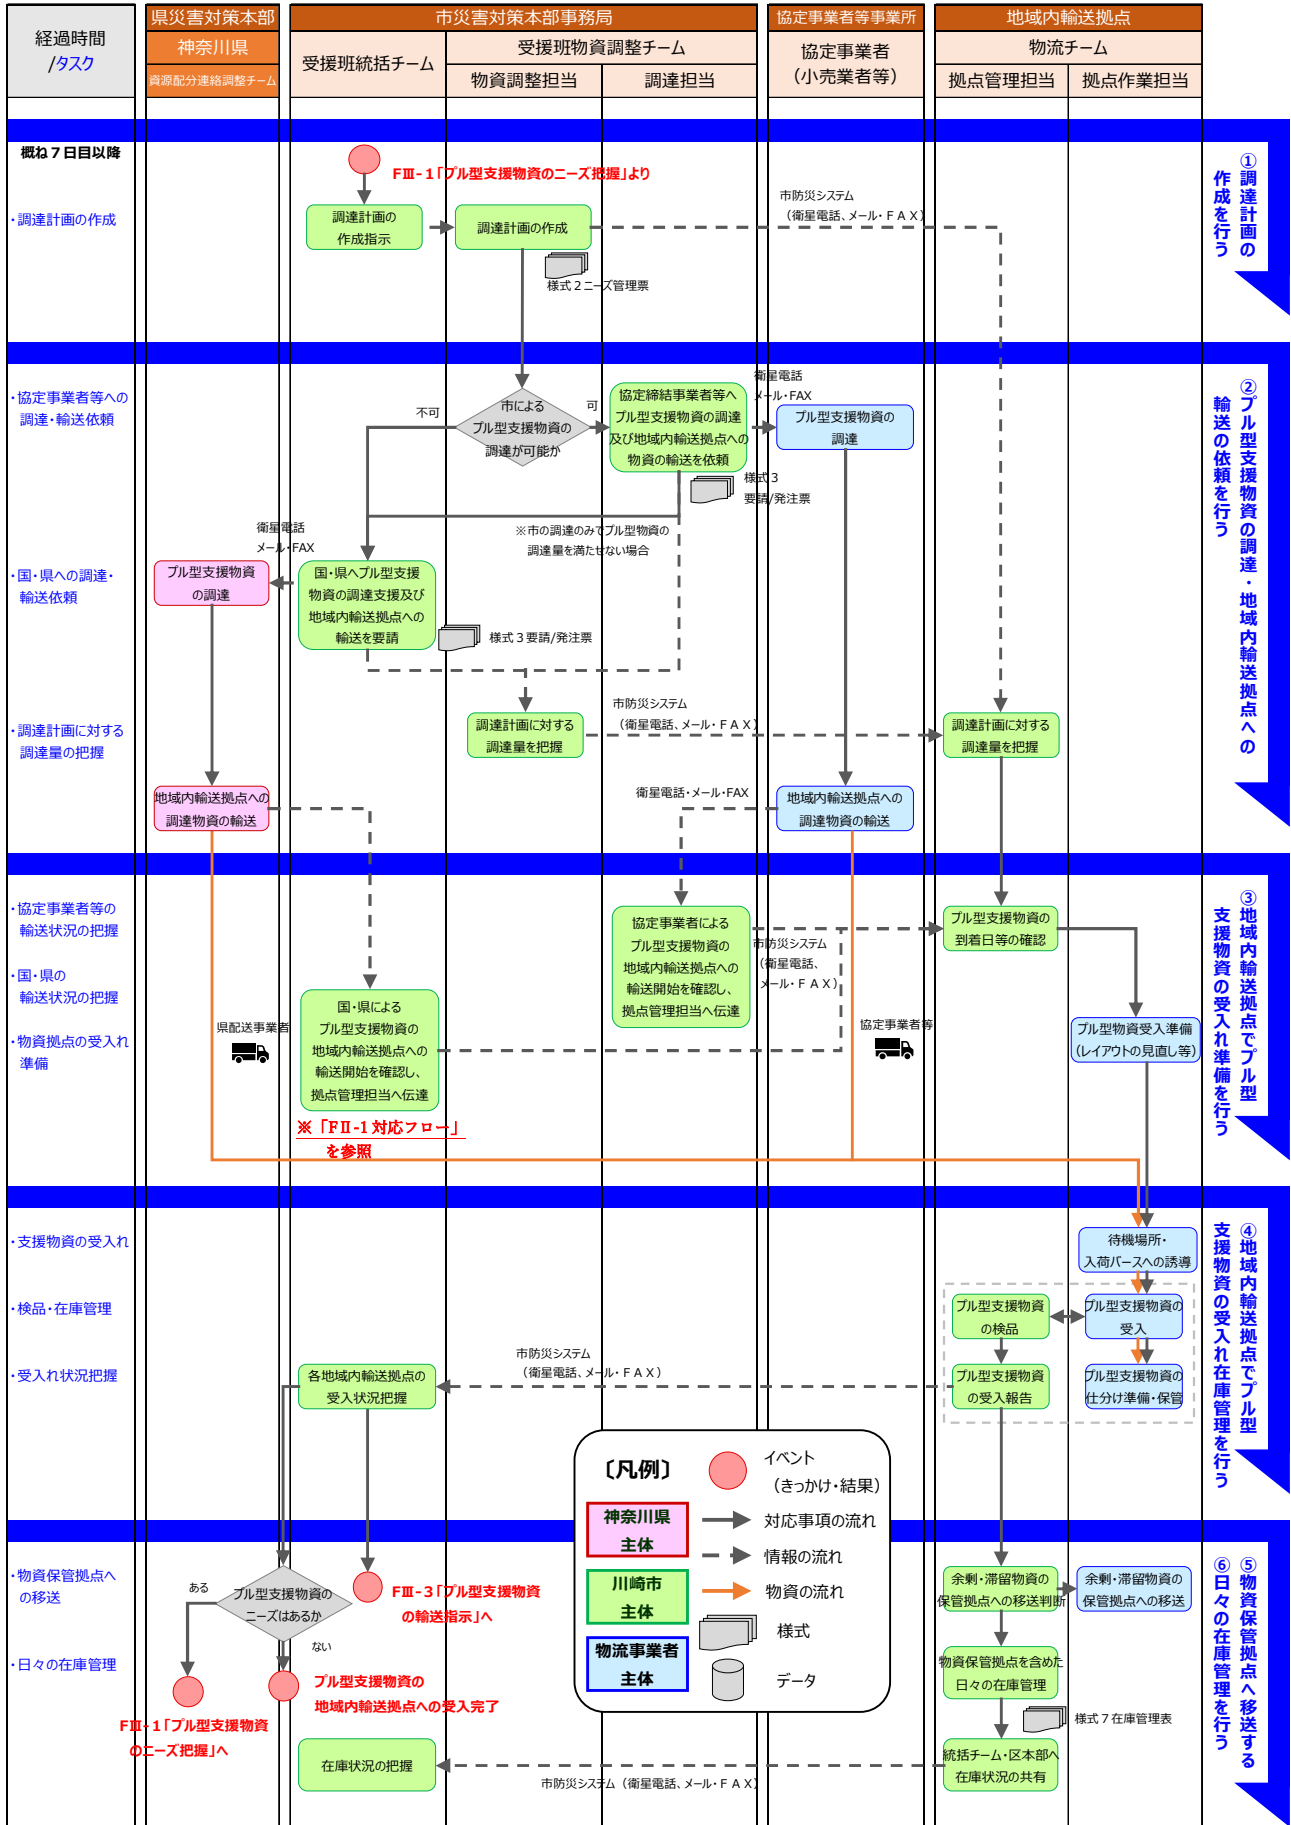 経過時間
/タスク
県災害対策本部
神奈川県
資源配分連絡調整チーム
市災害対策本部事務局
受援班統括チーム
受援班物資調整チーム
物資調整担当
調達担当
協定事業者等事業所
協定事業者
(小売業者等)
地域内輸送拠点
物流チーム
拠点管理担当
拠点作業担当
概ね7日目以降
FⅢ-1「プル型支援物資のニーズ把握」より
・調達計画の作成
調達計画の
作成指示
調達計画の作成
様式2ニーズ管理票
市防災システム
(衛星電話、メール・FAX)
①調達計画の
作成を行う
・協定事業者等への
調達・輸送依頼
不可
市による
プル型支援物資の
調達が可能か
可
協定締結事業者等へ
プル型支援物資の調達
及び地域内輸送拠点への
物資の輸送を依頼
衛星電話
メール・FAX
プル型支援物資の
調達
様式3
要請/発注票
※市の調達のみでプル型物資の
調達量を満たせない場合
衛星電話
メール・FAX
・国・県への調達・
輸送依頼
プル型支援物資
の調達
国・県へプル型支援
物資の調達支援及び
地域内輸送拠点への
輸送を要請
様式3要請/発注票
・調達計画に対する
調達量の把握
調達計画に対する
調達量を把握
市防災システム
(衛星電話、メール・FAX)
調達計画に対する
調達量を把握
地域内輸送拠点への
調達物資の輸送
衛星電話・メール・FAX
地域内輸送拠点への
調達物資の輸送
②プル型支援物資の調達・地域内輸送拠点への
輸送の依頼を行う
・協定事業者等の
輸送状況の把握
・国・県の
輸送状況の把握
・物資拠点の受入れ
準備
協定事業者による
プル型支援物資の
地域内輸送拠点への
輸送開始を確認し、
拠点管理担当へ伝達
市防災システム
(衛星電話、
メール・FAX)
プル型支援物資の
到着日等の確認
国・県による
プル型支援物資の
地域内輸送拠点への
輸送開始を確認し、
拠点管理担当へ伝達
県配送事業者
協定事業者等
プル型物資受入準備
(レイアウトの見直し等)
※「FⅡ-1対応フロー」
を参照
③地域内輸送拠点でプル型
支援物資の受入れ準備を行う
・支援物資の受入れ
待機場所・
入荷バースへの誘導
・検品・在庫管理
プル型支援物資
の検品
プル型支援物資の
受入
・受入れ状況把握
各地域内輸送拠点の
受入状況把握
市防災システム
(衛星電話、メール・FAX)
プル型支援物資
の受入報告
プル型支援物資の
仕分け準備・保管
④地域内輸送拠点でプル型
支援物資の受入れ在庫管理を行う
〔凡例〕
イベント
(きっかけ・結果)
神奈川県
主体
対応事項の流れ
情報の流れ
川崎市
主体
物資の流れ
様式
物流事業者
主体
データ
・物資保管拠点へ
の移送
ある
プル型支援物資の
ニーズはあるか
ない
FⅢ-3「プル型支援物資
の輸送指示」へ
余剰・滞留物資の
保管拠点への移送判断
余剰・滞留物資の
保管拠点への移送
・日々の在庫管理
プル型支援物資の
地域内輸送拠点への受入完了
FⅢ-1「プル型支援物資
のニーズ把握」へ
物資保管拠点を含めた
日々の在庫管理
様式7在庫管理表
在庫状況の把握
市防災システム(衛星電話、メール・FAX)
統括チーム・区本部へ
在庫状況の共有
⑤物資保管拠点へ移送する
⑥日々の在庫管理を行う